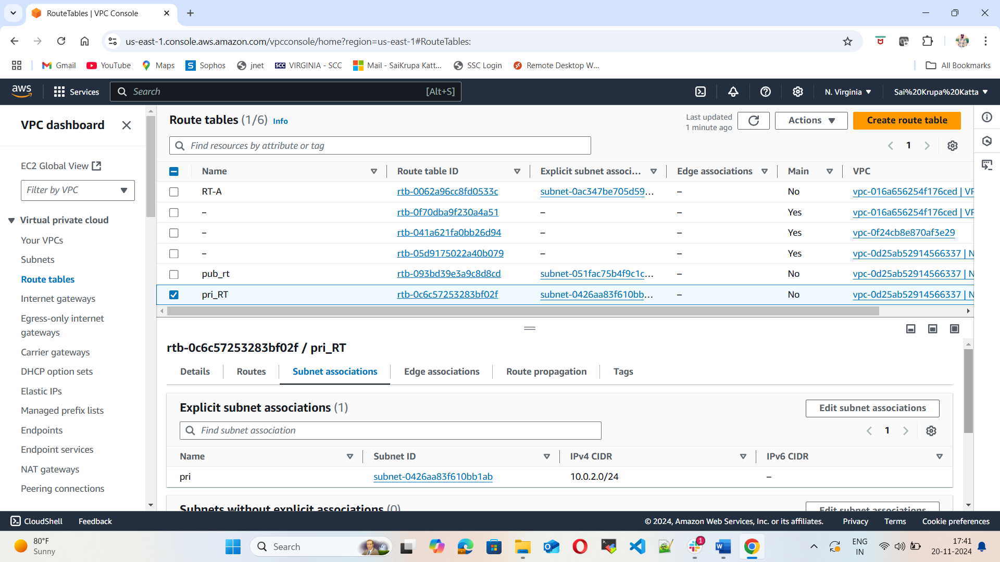 RouteTables | VPC Console
us-east-1.console.aws.amazon.com/vpcconsole/home?region=us-east-1#RouteTables:
Gmail YouTube Maps Sophos jnet SCC VIRGINIA - SCC Mail - SaiKrupa Katt... SSC Login Remote Desktop W... All Bookmarks
aws Services Search [Alt+S] N. Virginia Sai%20Krupa%20Katta
VPC dashboard
EC2 Global View
Filter by VPC
Virtual private cloud
Your VPCs
Subnets
Route tables
Internet gateways
Egress-only internet
gateways
Carrier gateways
DHCP option sets
Elastic IPs
Managed prefix lists
Endpoints
Endpoint services
NAT gateways
Peering connections
Route tables (1/6) Info
Last updated
1 minute ago
Actions
Create route table
Find resources by attribute or tag
1
Name Route table ID Explicit subnet associ... Edge associations Main VPC
RT-A rtb-0062a96cc8fd0533c subnet-0ac347be705d59... – No vpc-016a656254f176ced | VP
– rtb-0f70dba9f230a4a51 – – Yes vpc-016a656254f176ced | VP
– rtb-041a621fa0bb26d94 – – Yes vpc-0f24cb8e870af3e29
– rtb-05d9175022a40b079 – – Yes vpc-0d25ab52914566337 | N
pub_rt rtb-093bd39e3a9c8d8cd subnet-051fac75b4f9c1c... – No vpc-0d25ab52914566337 | N
pri_RT rtb-0c6c57253283bf02f subnet-0426aa83f610bb... – No vpc-0d25ab52914566337 | N
rtb-0c6c57253283bf02f / pri_RT
Details Routes Subnet associations Edge associations Route propagation Tags
Explicit subnet associations (1)
Edit subnet associations
Find subnet association
1
Name Subnet ID IPv4 CIDR IPv6 CIDR
pri subnet-0426aa83f610bb1ab 10.0.2.0/24 –
Subnets without explicit associations (0)
Edit subnet associations
CloudShell Feedback © 2024, Amazon Web Services, Inc. or its affiliates. Privacy Terms Cookie preferences
80°F
Sunny
Search
1
ENG
IN
17:41
20-11-2024